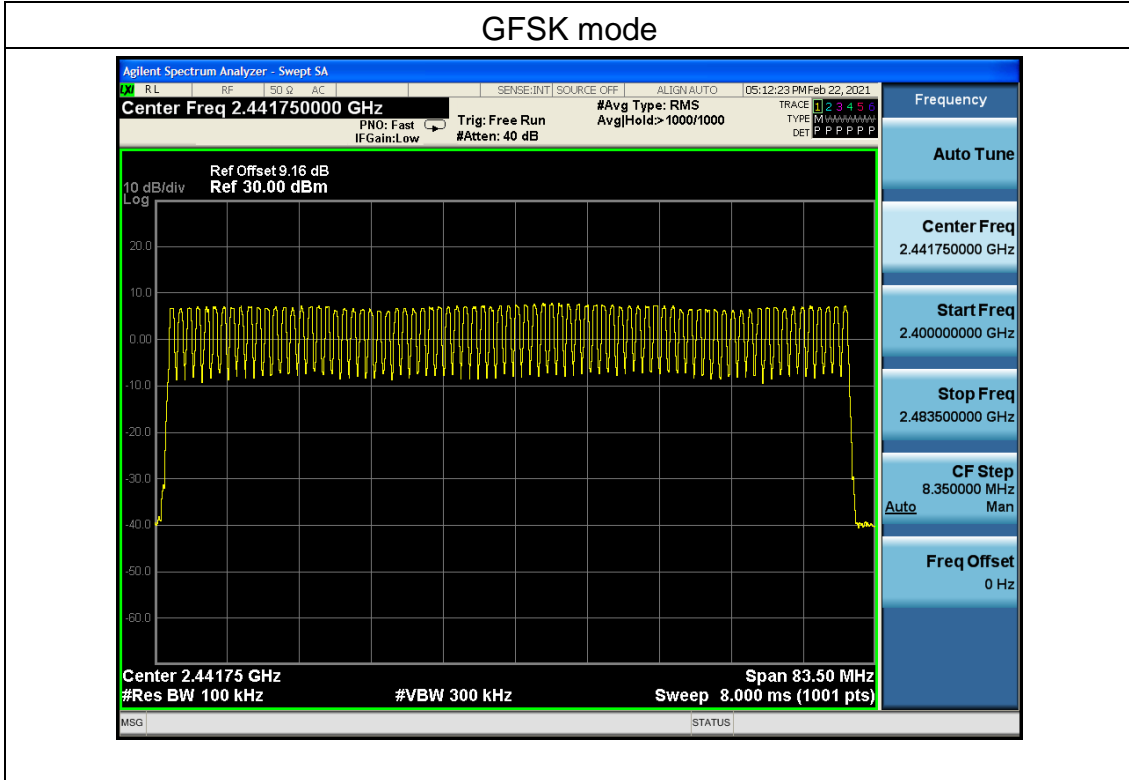 GFSK mode
Agilent Spectrum Analyzer - Swept SA
LXI RL RF 50 Ω AC SENSE:INT SOURCE OFF ALIGN AUTO 05:12:23 PM Feb 22, 2021
Center Freq 2.441750000 GHz
PNO: Fast
IFGain:Low
Trig: Free Run
#Atten: 40 dB
#Avg Type: RMS
Avg|Hold:> 1000/1000
TRACE 1 2 3 4 5 6
TYPE M WWWWW
DET P P P P P P
Ref Offset 9.16 dB
10 dB/div Ref 30.00 dBm
Log
20.0
10.0
0.00
-10.0
-20.0
-30.0
-40.0
-50.0
-60.0
Center 2.44175 GHz Span 83.50 MHz
#Res BW 100 kHz #VBW 300 kHz Sweep 8.000 ms (1001 pts)
MSG STATUS
Frequency
Auto Tune
Center Freq
2.441750000 GHz
Start Freq
2.400000000 GHz
Stop Freq
2.483500000 GHz
CF Step
8.350000 MHz
Auto Man
Freq Offset
0 Hz